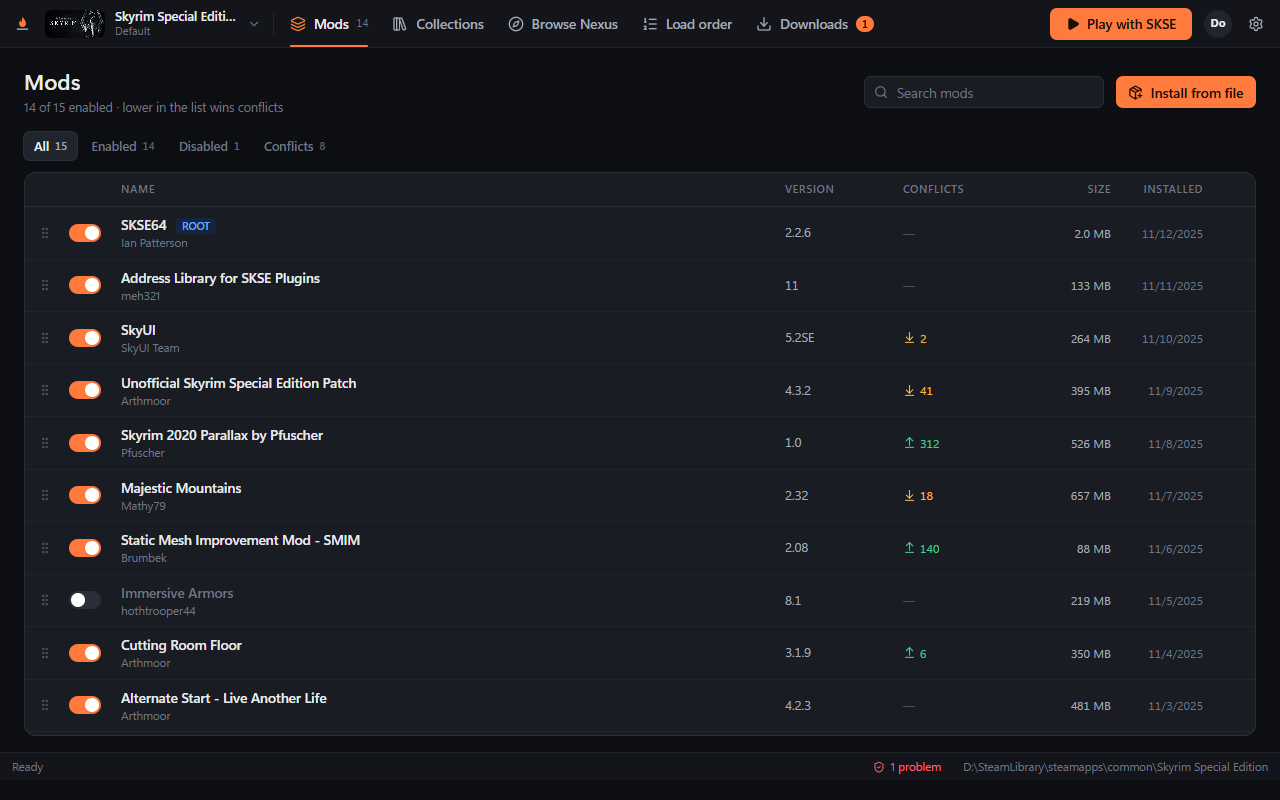 SKYRIM
Skyrim Special Editi...
Default
Mods 14
Collections
Browse Nexus
Load order
Downloads 1
Play with SKSE
Do
Mods
14 of 15 enabled · lower in the list wins conflicts
Search mods
Install from file
All 15
Enabled 14
Disabled 1
Conflicts 8
NAME VERSION CONFLICTS SIZE INSTALLED
SKSE64 ROOT
Ian Patterson
2.2.6 — 2.0 MB 11/12/2025
Address Library for SKSE Plugins
meh321
11 — 133 MB 11/11/2025
SkyUI
SkyUI Team
5.2SE ↓ 2 264 MB 11/10/2025
Unofficial Skyrim Special Edition Patch
Arthmoor
4.3.2 ↓ 41 395 MB 11/9/2025
Skyrim 2020 Parallax by Pfuscher
Pfuscher
1.0 ↑ 312 526 MB 11/8/2025
Majestic Mountains
Mathy79
2.32 ↓ 18 657 MB 11/7/2025
Static Mesh Improvement Mod - SMIM
Brumbek
2.08 ↑ 140 88 MB 11/6/2025
Immersive Armors
hothtrooper44
8.1 — 219 MB 11/5/2025
Cutting Room Floor
Arthmoor
3.1.9 ↑ 6 350 MB 11/4/2025
Alternate Start - Live Another Life
Arthmoor
4.2.3 — 481 MB 11/3/2025
Ready
1 problem
D:\SteamLibrary\steamapps\common\Skyrim Special Edition